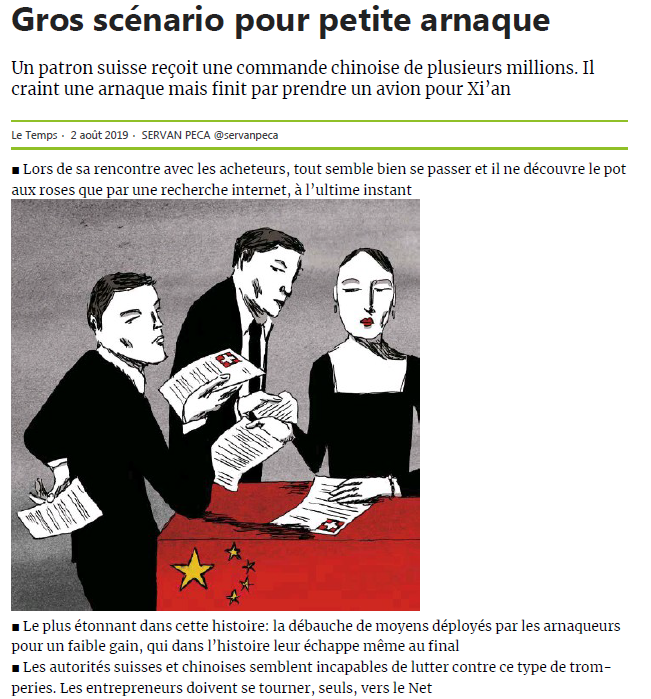 Gros scénario pour petite arnaque
Un patron suisse reçoit une commande chinoise de plusieurs millions. Il
craint une arnaque mais finit par prendre un avion pour Xi’an
Le Temps · 2 août 2019 · SERVAN PECA @servanpeca
■ Lors de sa rencontre avec les acheteurs, tout semble bien se passer et il ne découvre le pot
aux roses que par une recherche internet, à l’ultime instant
■ Le plus étonnant dans cette histoire: la débauche de moyens déployés par les arnaqueurs
pour un faible gain, qui dans l’histoire leur échappe même au final
■ Les autorités suisses et chinoises semblent incapables de lutter contre ce type de trom-
peries. Les entrepreneurs doivent se tourner, seuls, vers le Net